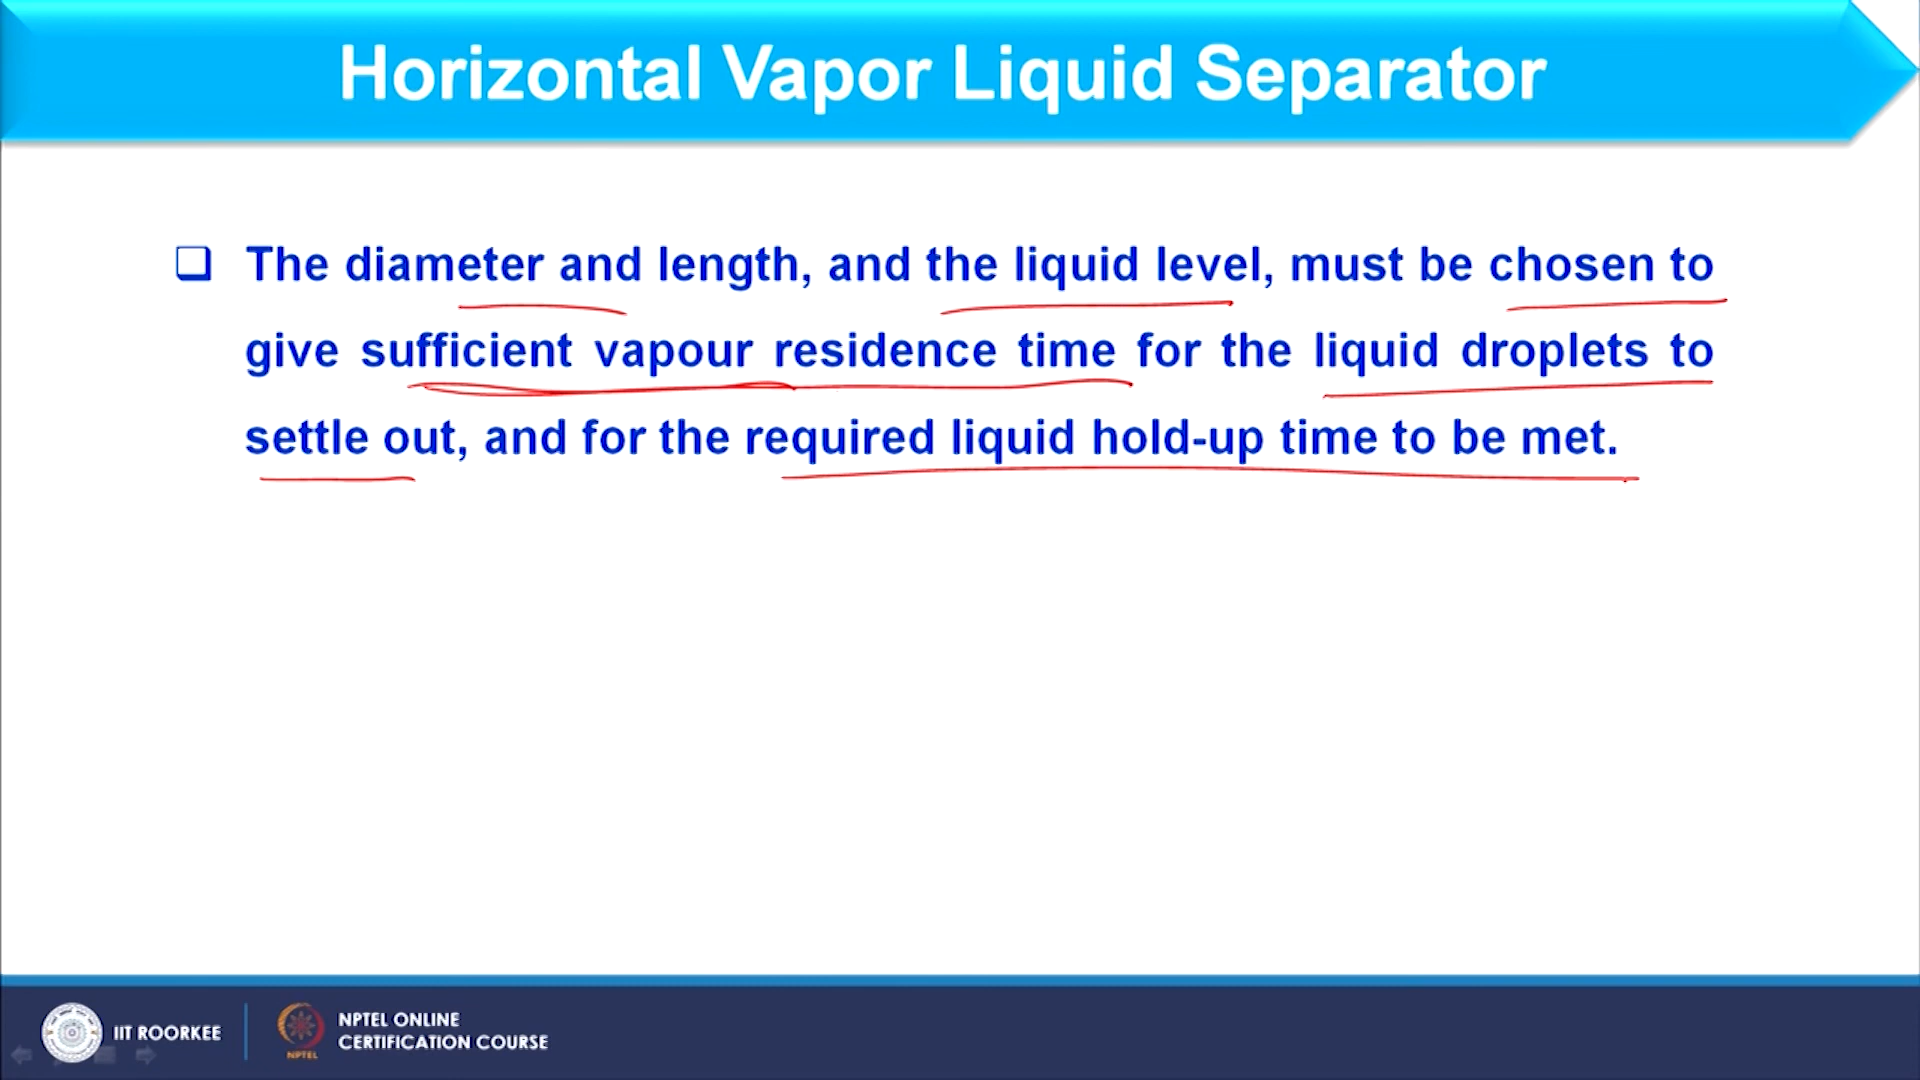 Horizontal Vapor Liquid Separator
The diameter and length, and the liquid level, must be chosen to
give sufficient vapour residence time for the liquid droplets to
settle out, and for the required liquid hold-up time to be met.
IIT ROORKEE
NPTEL
NPTEL ONLINE
CERTIFICATION COURSE